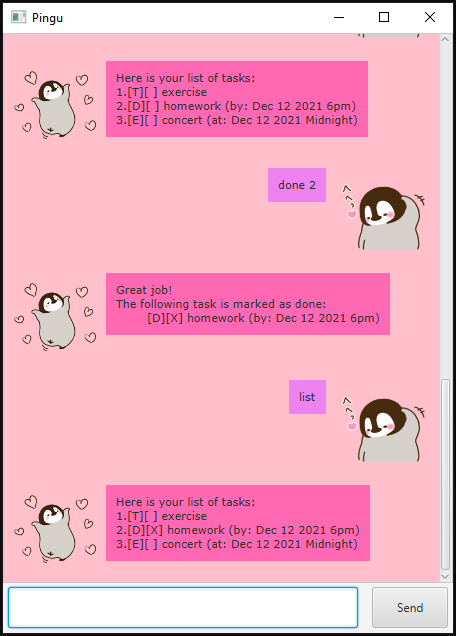 Pingu
Here is your list of tasks:
1.[T][ ] exercise
2.[D][ ] homework (by: Dec 12 2021 6pm)
3.[E][ ] concert (at: Dec 12 2021 Midnight)
done 2
Great job!
The following task is marked as done:
[D][X] homework (by: Dec 12 2021 6pm)
list
Here is your list of tasks:
1.[T][ ] exercise
2.[D][X] homework (by: Dec 12 2021 6pm)
3.[E][ ] concert (at: Dec 12 2021 Midnight)
Send